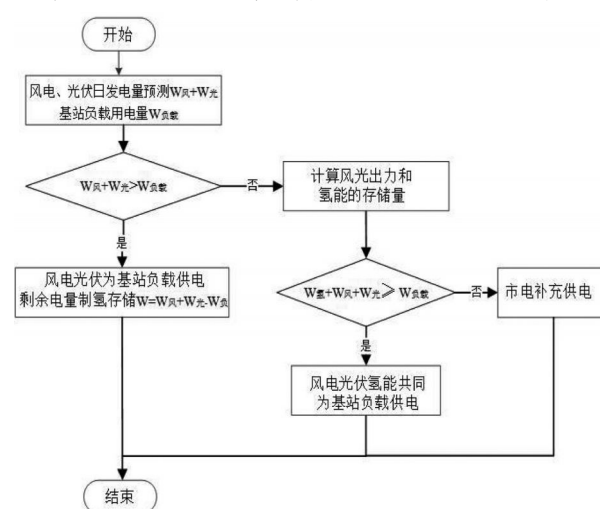 开始
风电、光伏日发电量预测W风+W光
基站负载用电量W负载
W风+W光>W负载
否
计算风光出力和
氢能的存储量
是
风电光伏为基站负载供电
剩余电量制氢存储W=W风+W光-W负
W氢+W风+W光≥W负载
否
市电补充供电
是
风电光伏氢能共同
为基站负载供电
结束